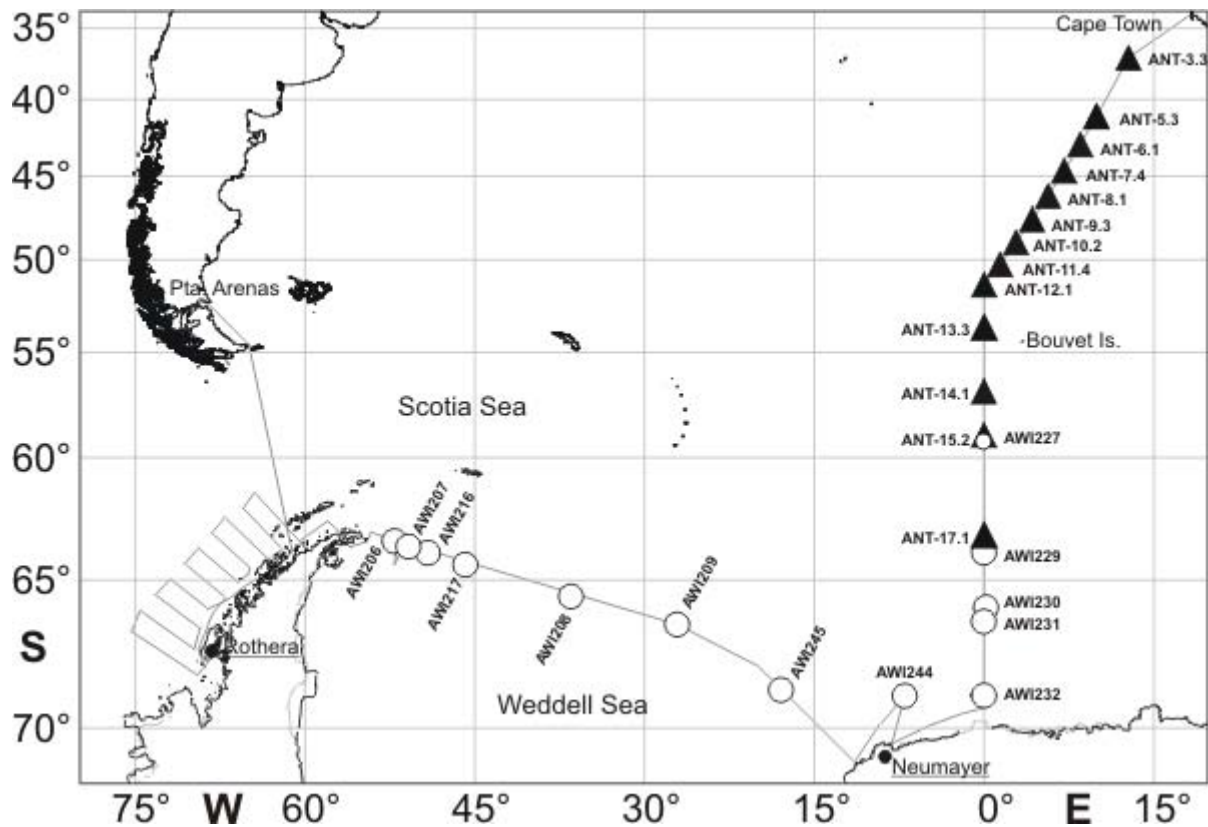 35°
Cape Town
ANT-3.3
40°
ANT-5.3
ANT-6.1
45°
ANT-7.4
ANT-8.1
ANT-9.3
ANT-10.2
50°
ANT-11.4
Pta. Arenas
ANT-12.1
ANT-13.3
Bouvet Is.
55°
ANT-14.1
Scotia Sea
ANT-15.2
AWI227
60°
AWI207
AWI216
ANT-17.1
AWI229
AWI206
65°
AWI217
AWI208
AWI209
AWI230
AWI231
S
Rothera
AWI245
AWI244
AWI232
Weddell Sea
70°
Neumayer
75° W 60° 45° 30° 15° 0° E 15°